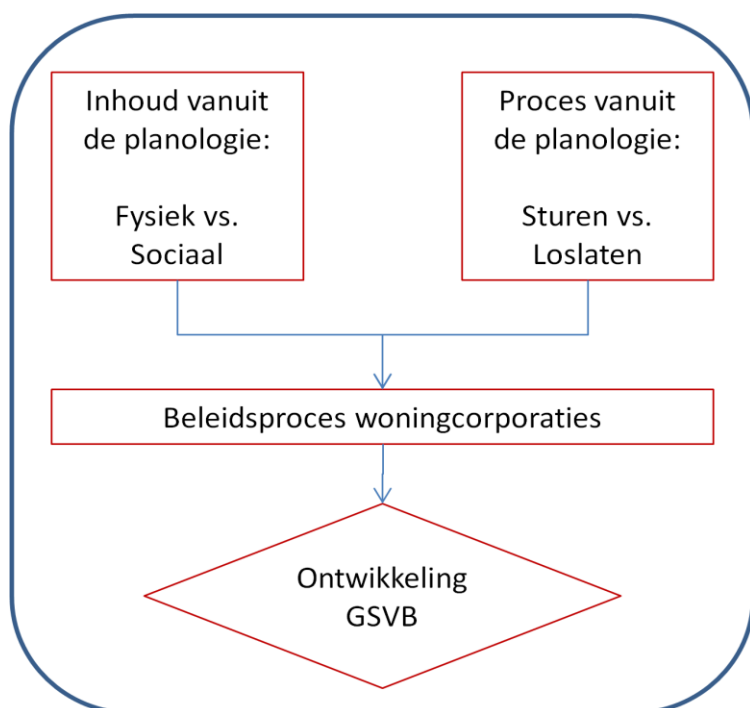 Inhoud vanuit
de planologie:
Fysiek vs.
Sociaal
Proces vanuit
de planologie:
Sturen vs.
Loslaten
Beleidsproces woningcorporaties
Ontwikkeling
GSVB